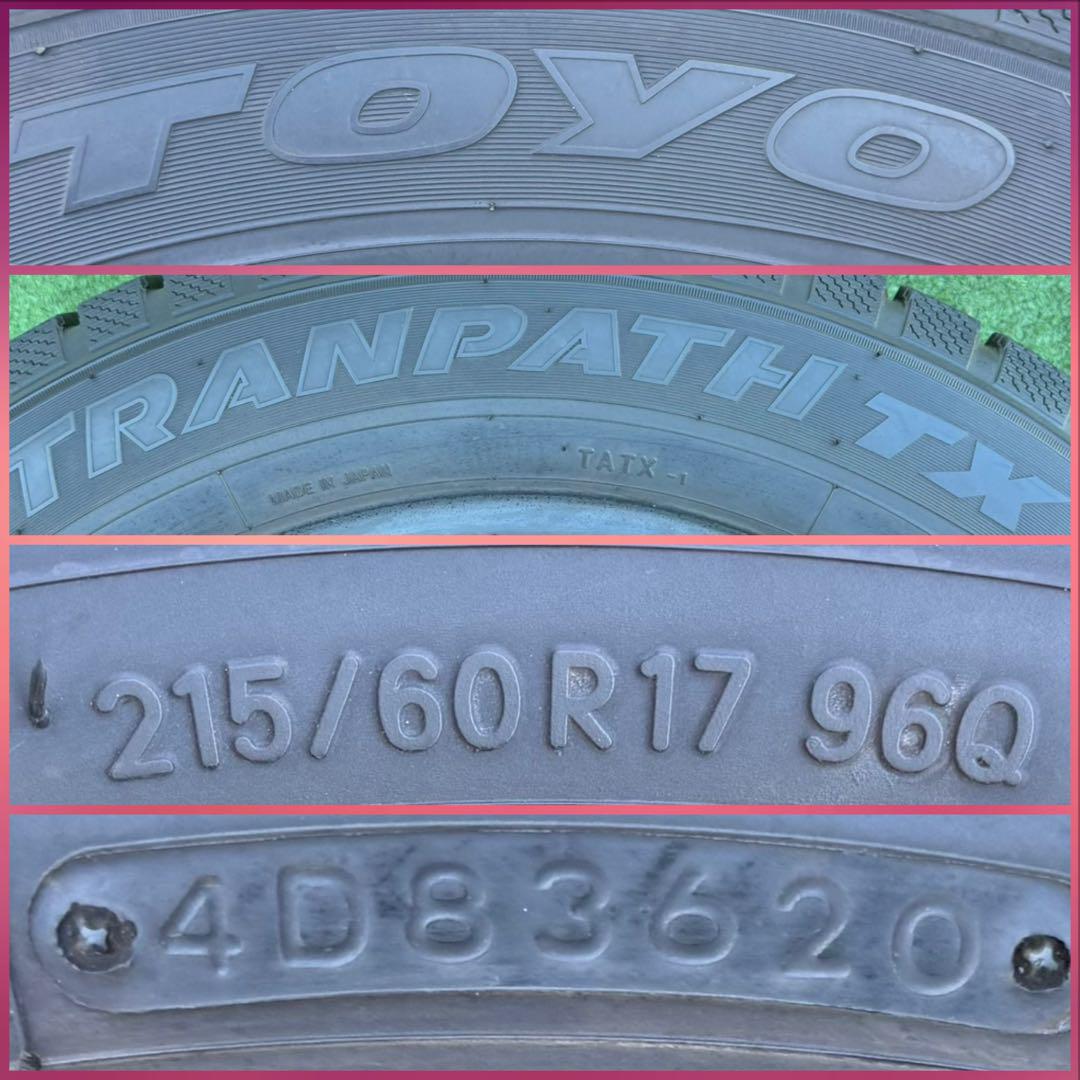 TOYO
TRANPATH TX
MADE IN JAPAN
TATX-1
215/60R17 96Q
4D83620